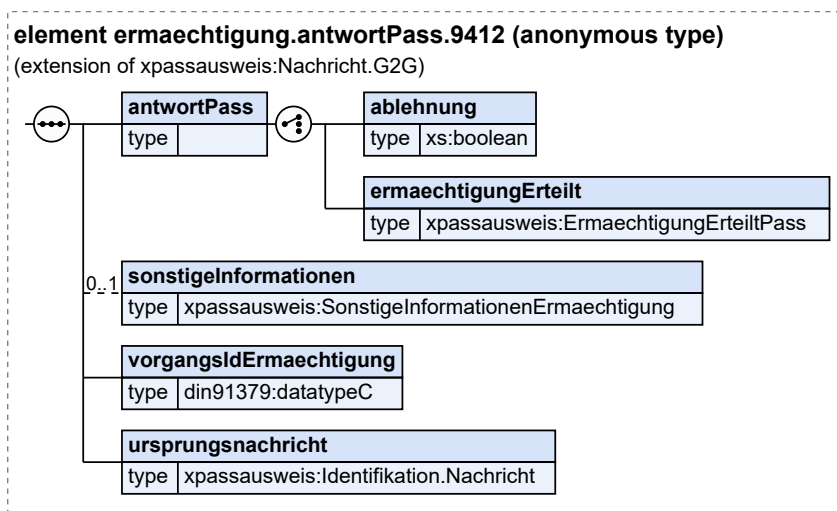 element ermaechtigung.antwortPass.9412 (anonymous type)
(extension of xpassausweis:Nachricht.G2G)
antwortPass
type
ablehnung
type xs:boolean
ermaechtigungErteilt
type xpassausweis:ErmaechtigungErteiltPass
0..1
sonstigeInformationen
type xpassausweis:SonstigeInformationenErmaechtigung
vorgangsIdErmaechtigung
type din91379:datatypeC
ursprungsnachricht
type xpassausweis:Identifikation.Nachricht